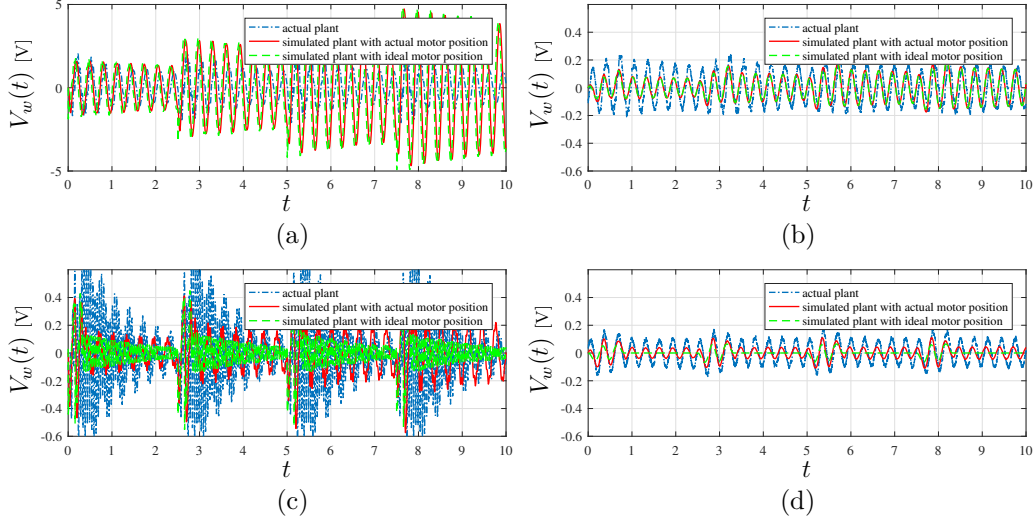 5
0
-5
V_w(t) [V]
actual plant
simulated plant with actual motor position
simulated plant with ideal motor position
0 1 2 3 4 5 6 7 8 9 10
t
(a)
0.4
0.2
0
-0.2
-0.4
-0.6
V_w(t) [V]
actual plant
simulated plant with actual motor position
simulated plant with ideal motor position
0 1 2 3 4 5 6 7 8 9 10
t
(b)
0.4
0.2
0
-0.2
-0.4
-0.6
V_w(t) [V]
actual plant
simulated plant with actual motor position
simulated plant with ideal motor position
0 1 2 3 4 5 6 7 8 9 10
t
(c)
0.4
0.2
0
-0.2
-0.4
-0.6
V_w(t) [V]
actual plant
simulated plant with actual motor position
simulated plant with ideal motor position
0 1 2 3 4 5 6 7 8 9 10
t
(d)